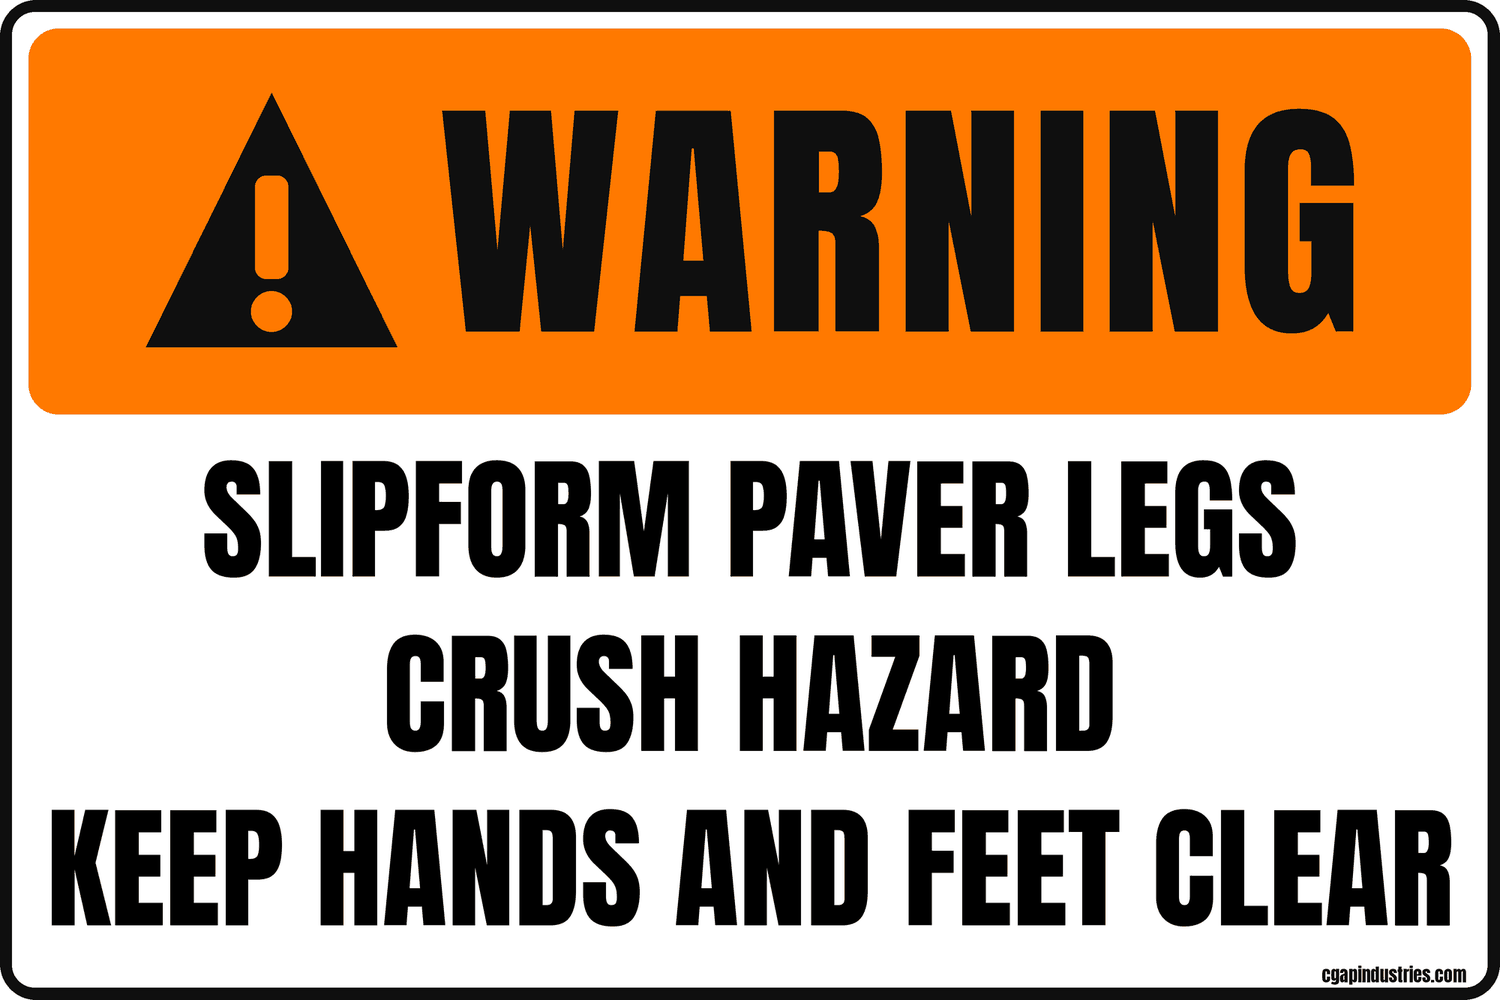 WARNING
SLIPFORM PAVER LEGS
CRUSH HAZARD
KEEP HANDS AND FEET CLEAR
cgapindustries.com